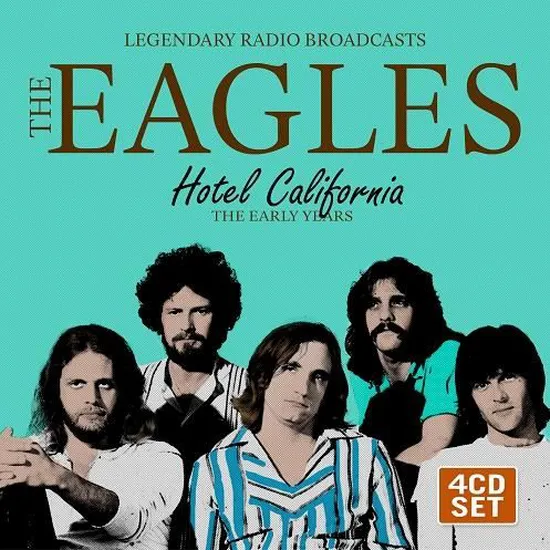 LEGENDARY RADIO BROADCASTS
THE EAGLES
Hotel California
THE EARLY YEARS
4CD
SET